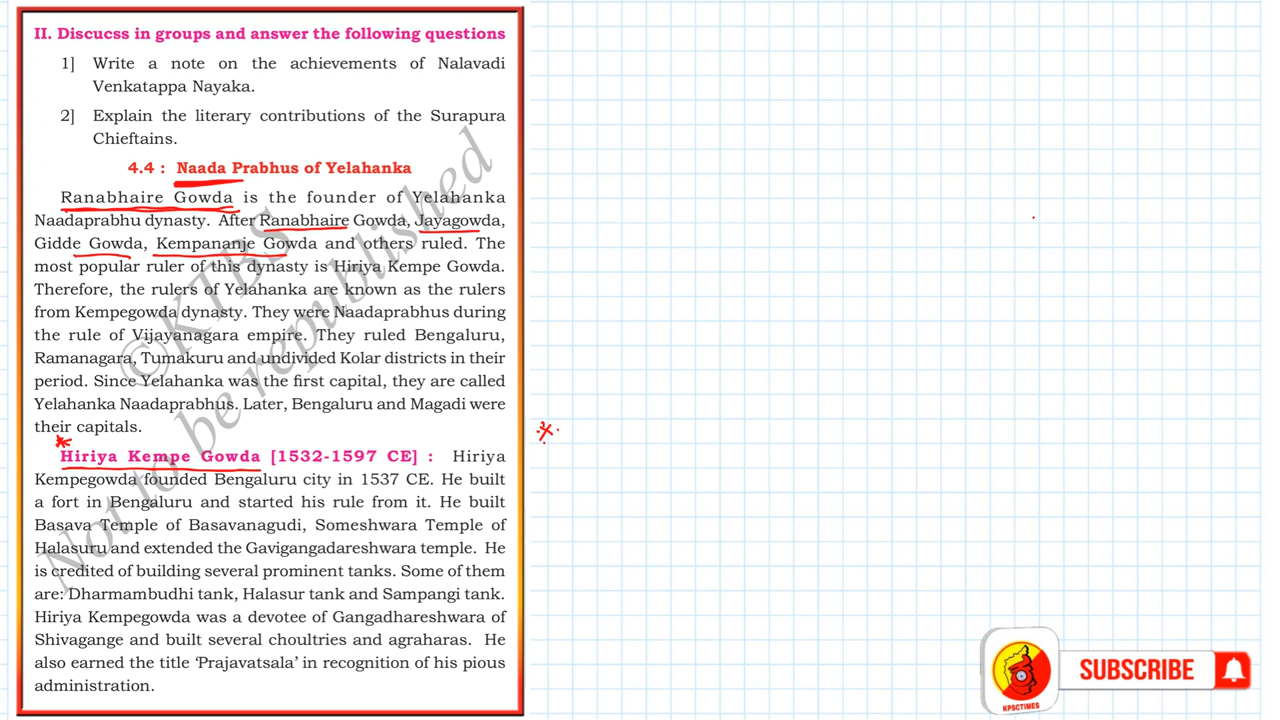 II. Discucss in groups and answer the following questions
1] Write a note on the achievements of Nalavadi
Venkatappa Nayaka.
2] Explain the literary contributions of the Surapura
Chieftains.
4.4 : Naada Prabhus of Yelahanka
Ranabhaire Gowda is the founder of Yelahanka
Naadaprabhu dynasty. After Ranabhaire Gowda, Jayagowda,
Gidde Gowda, Kempananje Gowda and others ruled. The
most popular ruler of this dynasty is Hiriya Kempe Gowda.
Therefore, the rulers of Yelahanka are known as the rulers
from Kempegowda dynasty. They were Naadaprabhus during
the rule of Vijayanagara empire. They ruled Bengaluru,
Ramanagara, Tumakuru and undivided Kolar districts in their
period. Since Yelahanka was the first capital, they are called
Yelahanka Naadaprabhus. Later, Bengaluru and Magadi were
their capitals.
Hiriya Kempe Gowda [1532-1597 CE] : Hiriya
Kempegowda founded Bengaluru city in 1537 CE. He built
a fort in Bengaluru and started his rule from it. He built
Basava Temple of Basavanagudi, Someshwara Temple of
Halasuru and extended the Gavigangadareshwara temple. He
is credited of building several prominent tanks. Some of them
are: Dharmambudhi tank, Halasur tank and Sampangi tank.
Hiriya Kempegowda was a devotee of Gangadhareshwara of
Shivagange and built several choultries and agraharas. He
also earned the title ‘Prajavatsala’ in recognition of his pious
administration.
©KTBS
Not to be republished
KPSCTIMES
SUBSCRIBE